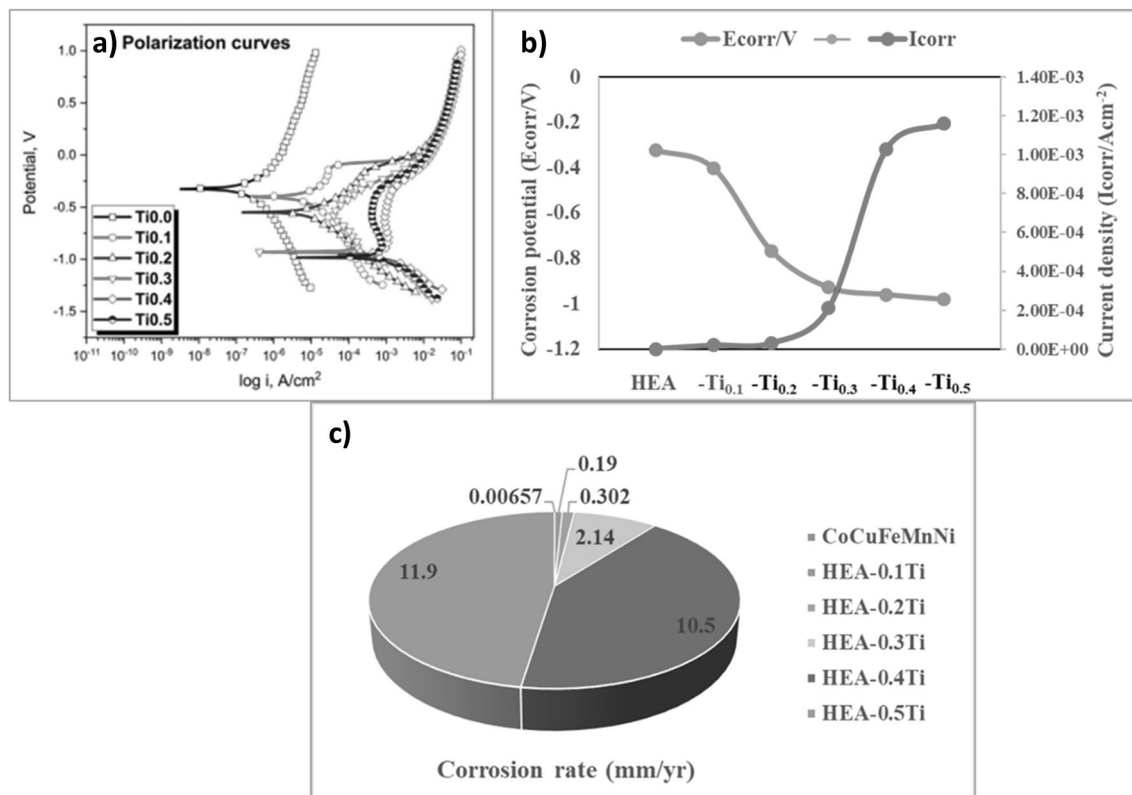 a) Polarization curves
1.0
0.5
0.0
-0.5
-1.0
-1.5
Potential, V
Ti0.0
Ti0.1
Ti0.2
Ti0.3
Ti0.4
Ti0.5
10⁻¹¹ 10⁻¹⁰ 10⁻⁹ 10⁻⁸ 10⁻⁷ 10⁻⁶ 10⁻⁵ 10⁻⁴ 10⁻³ 10⁻² 10⁻¹
log i, A/cm²
b) Ecorr/V Icorr
Corrosion potential (Ecorr/V)
0
-0.2
-0.4
-0.6
-0.8
-1
-1.2
1.40E-03
1.20E-03
1.00E-03
8.00E-04
6.00E-04
4.00E-04
2.00E-04
0.00E+00
Current density (Icorr/Acm⁻²)
HEA -Ti₀.₁ -Ti₀.₂ -Ti₀.₃ -Ti₀.₄ -Ti₀.₅
c)
0.19
0.00657 0.302
2.14
11.9
10.5
CoCuFeMnNi
HEA-0.1Ti
HEA-0.2Ti
HEA-0.3Ti
HEA-0.4Ti
HEA-0.5Ti
Corrosion rate (mm/yr)